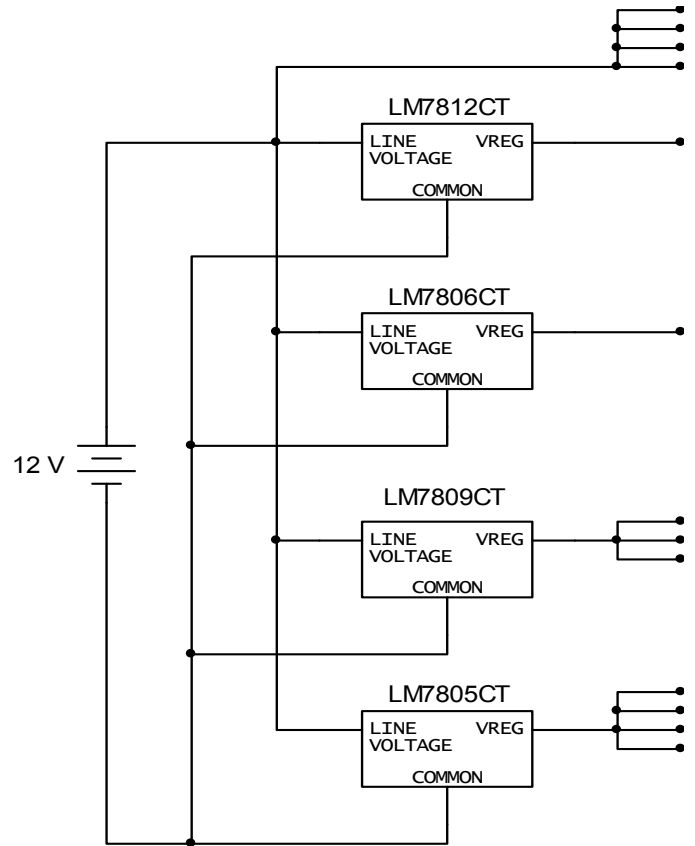 LM7812CT
LINE VREG
VOLTAGE
COMMON
LM7806CT
LINE VREG
VOLTAGE
COMMON
12 V
LM7809CT
LINE VREG
VOLTAGE
COMMON
LM7805CT
LINE VREG
VOLTAGE
COMMON